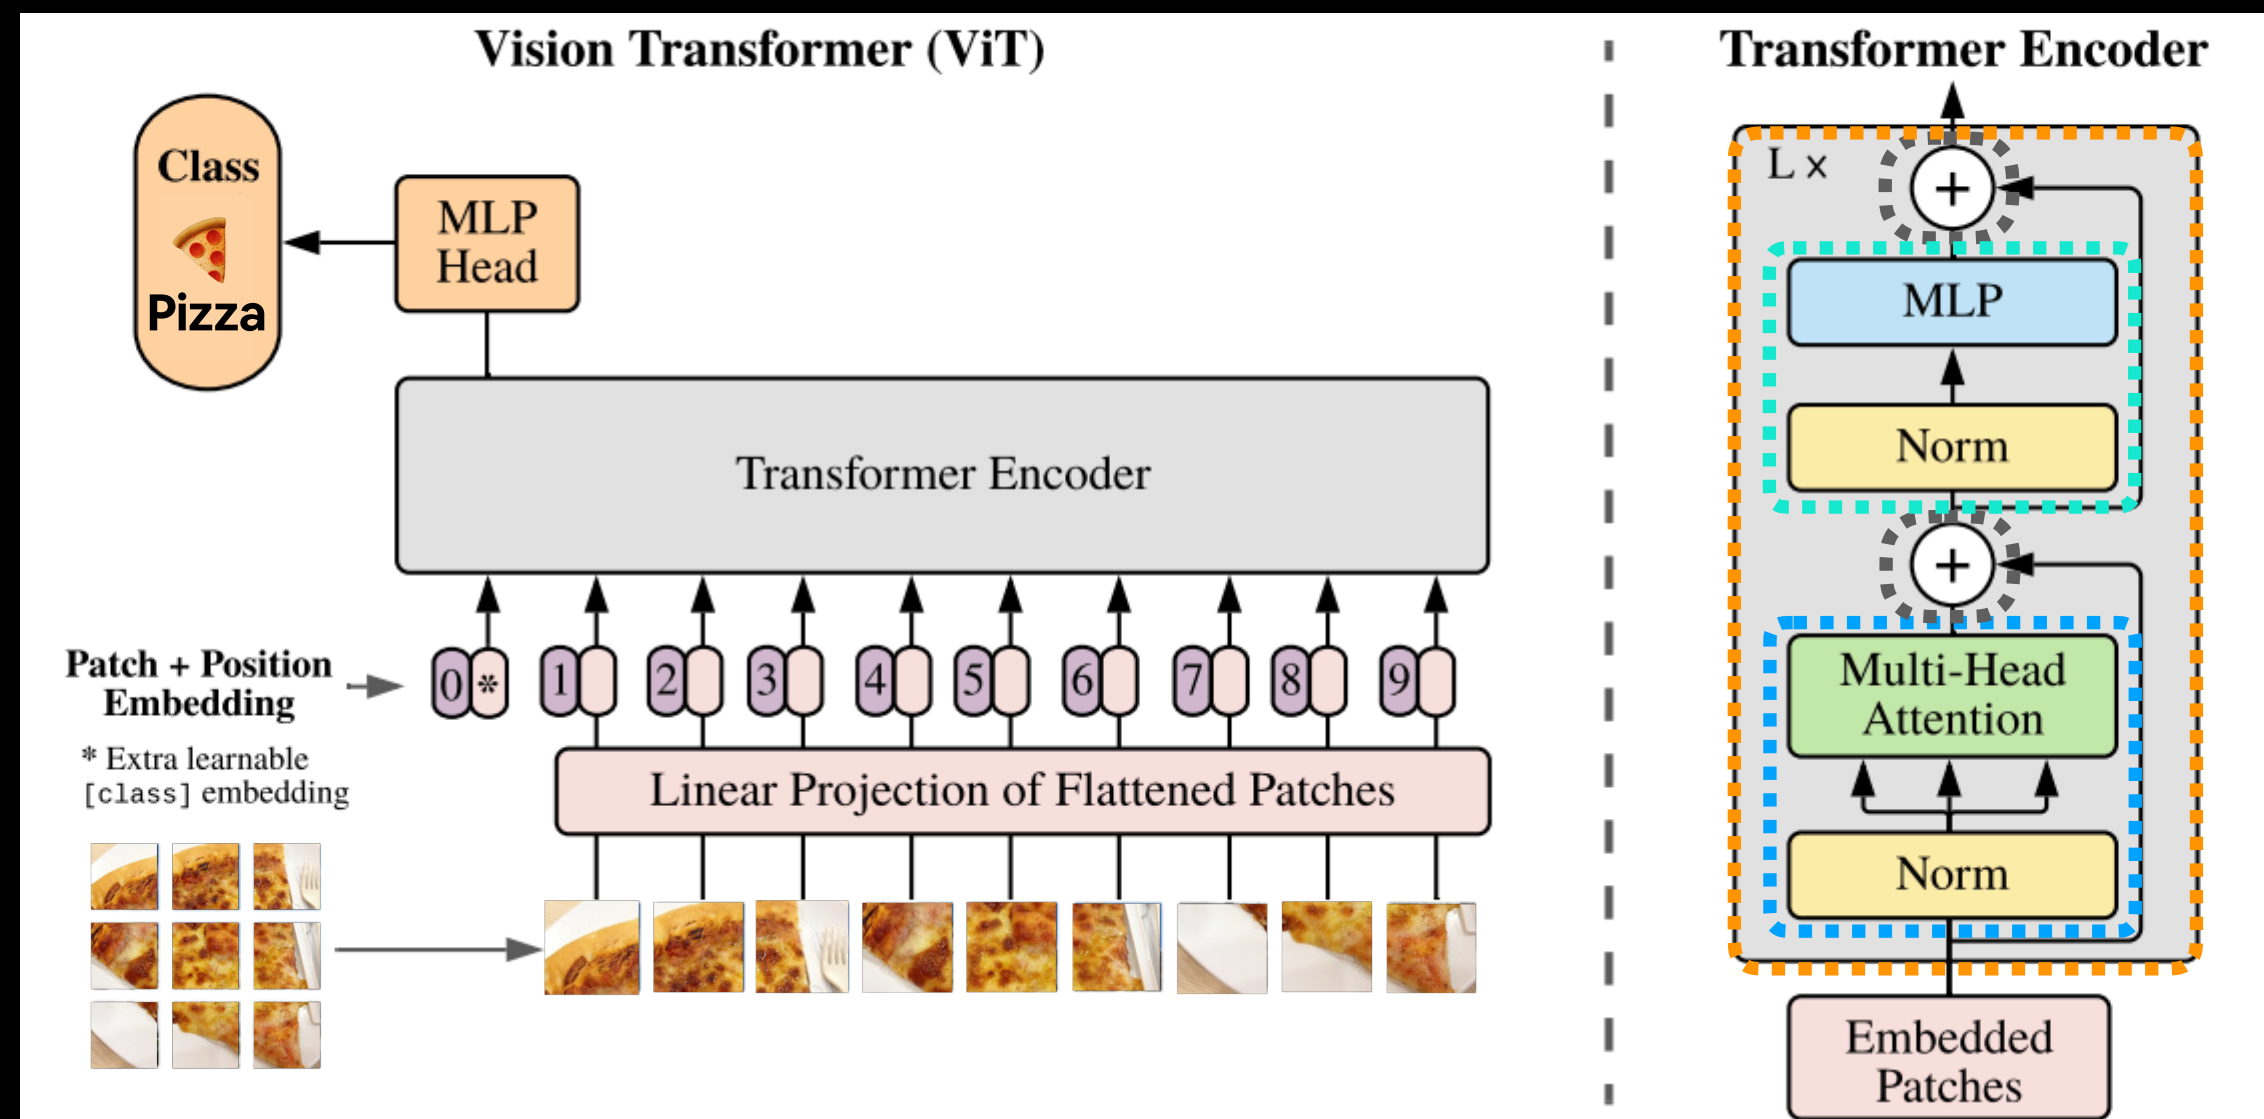 Vision Transformer (ViT)
Class
Pizza
MLP
Head
Transformer Encoder
Patch + Position
Embedding
0 * 1 2 3 4 5 6 7 8 9
* Extra learnable
[class] embedding
Linear Projection of Flattened Patches
Transformer Encoder
L ×
+
MLP
Norm
+
Multi-Head
Attention
Norm
Embedded
Patches